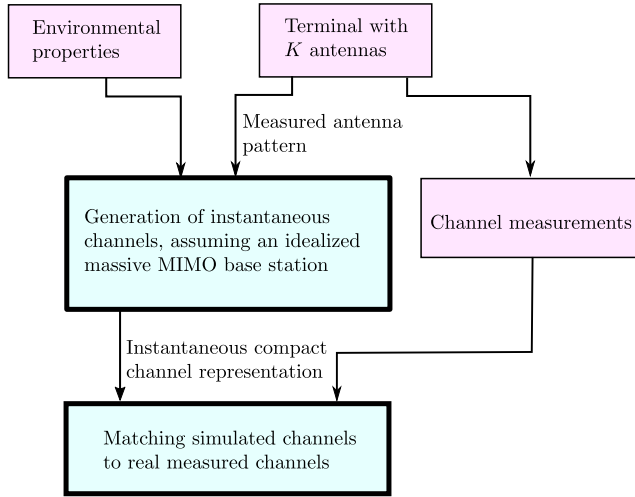 Environmental
properties
Terminal with
K antennas
Measured antenna
pattern
Generation of instantaneous
channels, assuming an idealized
massive MIMO base station
Channel measurements
Instantaneous compact
channel representation
Matching simulated channels
to real measured channels